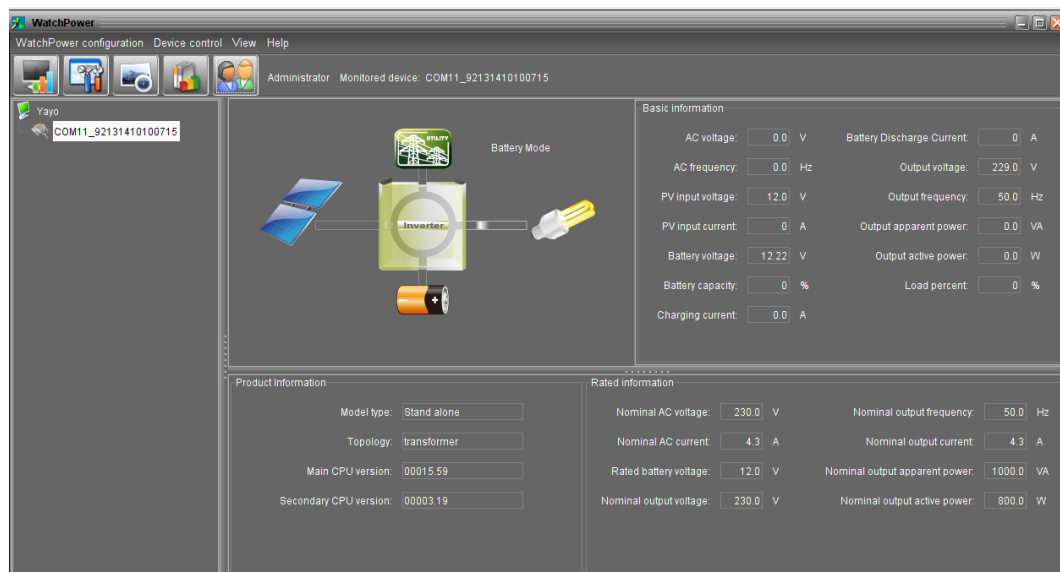 WatchPower
WatchPower configuration Device control View Help
Administrator Monitored device: COM11_92131410100715
Yayo
COM11_92131410100715
UTILITY
Battery Mode
Inverter
+
Basic information
AC voltage: 0.0 V Battery Discharge Current: 0 A
AC frequency: 0.0 Hz Output voltage: 229.0 V
PV input voltage: 12.0 V Output frequency: 50.0 Hz
PV input current: 0 A Output apparent power: 0.0 VA
Battery voltage: 12.22 V Output active power: 0.0 W
Battery capacity: 0 % Load percent: 0 %
Charging current: 0.0 A
Product Information
Model type: Stand alone
Topology: transformer
Main CPU version: 00015.59
Secondary CPU version: 00003.19
Rated information
Nominal AC voltage: 230.0 V Nominal output frequency: 50.0 Hz
Nominal AC current: 4.3 A Nominal output current: 4.3 A
Rated battery voltage: 12.0 V Nominal output apparent power: 1000.0 VA
Nominal output voltage: 230.0 V Nominal output active power: 800.0 W